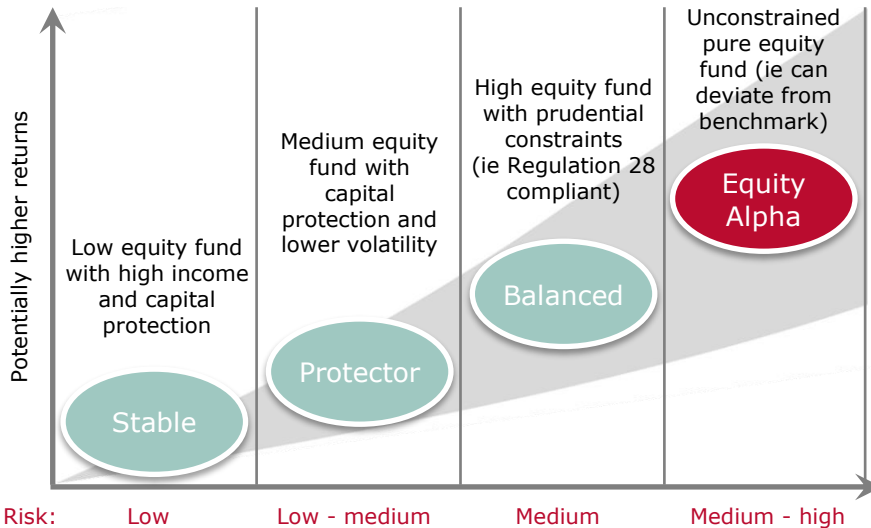 Potentially higher returns
Low equity fund
with high income
and capital
protection
Stable
Medium equity
fund with
capital
protection and
lower volatility
Protector
High equity fund
with prudential
constraints
(ie Regulation 28
compliant)
Balanced
Unconstrained
pure equity
fund (ie can
deviate from
benchmark)
Equity
Alpha
Risk: Low Low - medium Medium Medium - high